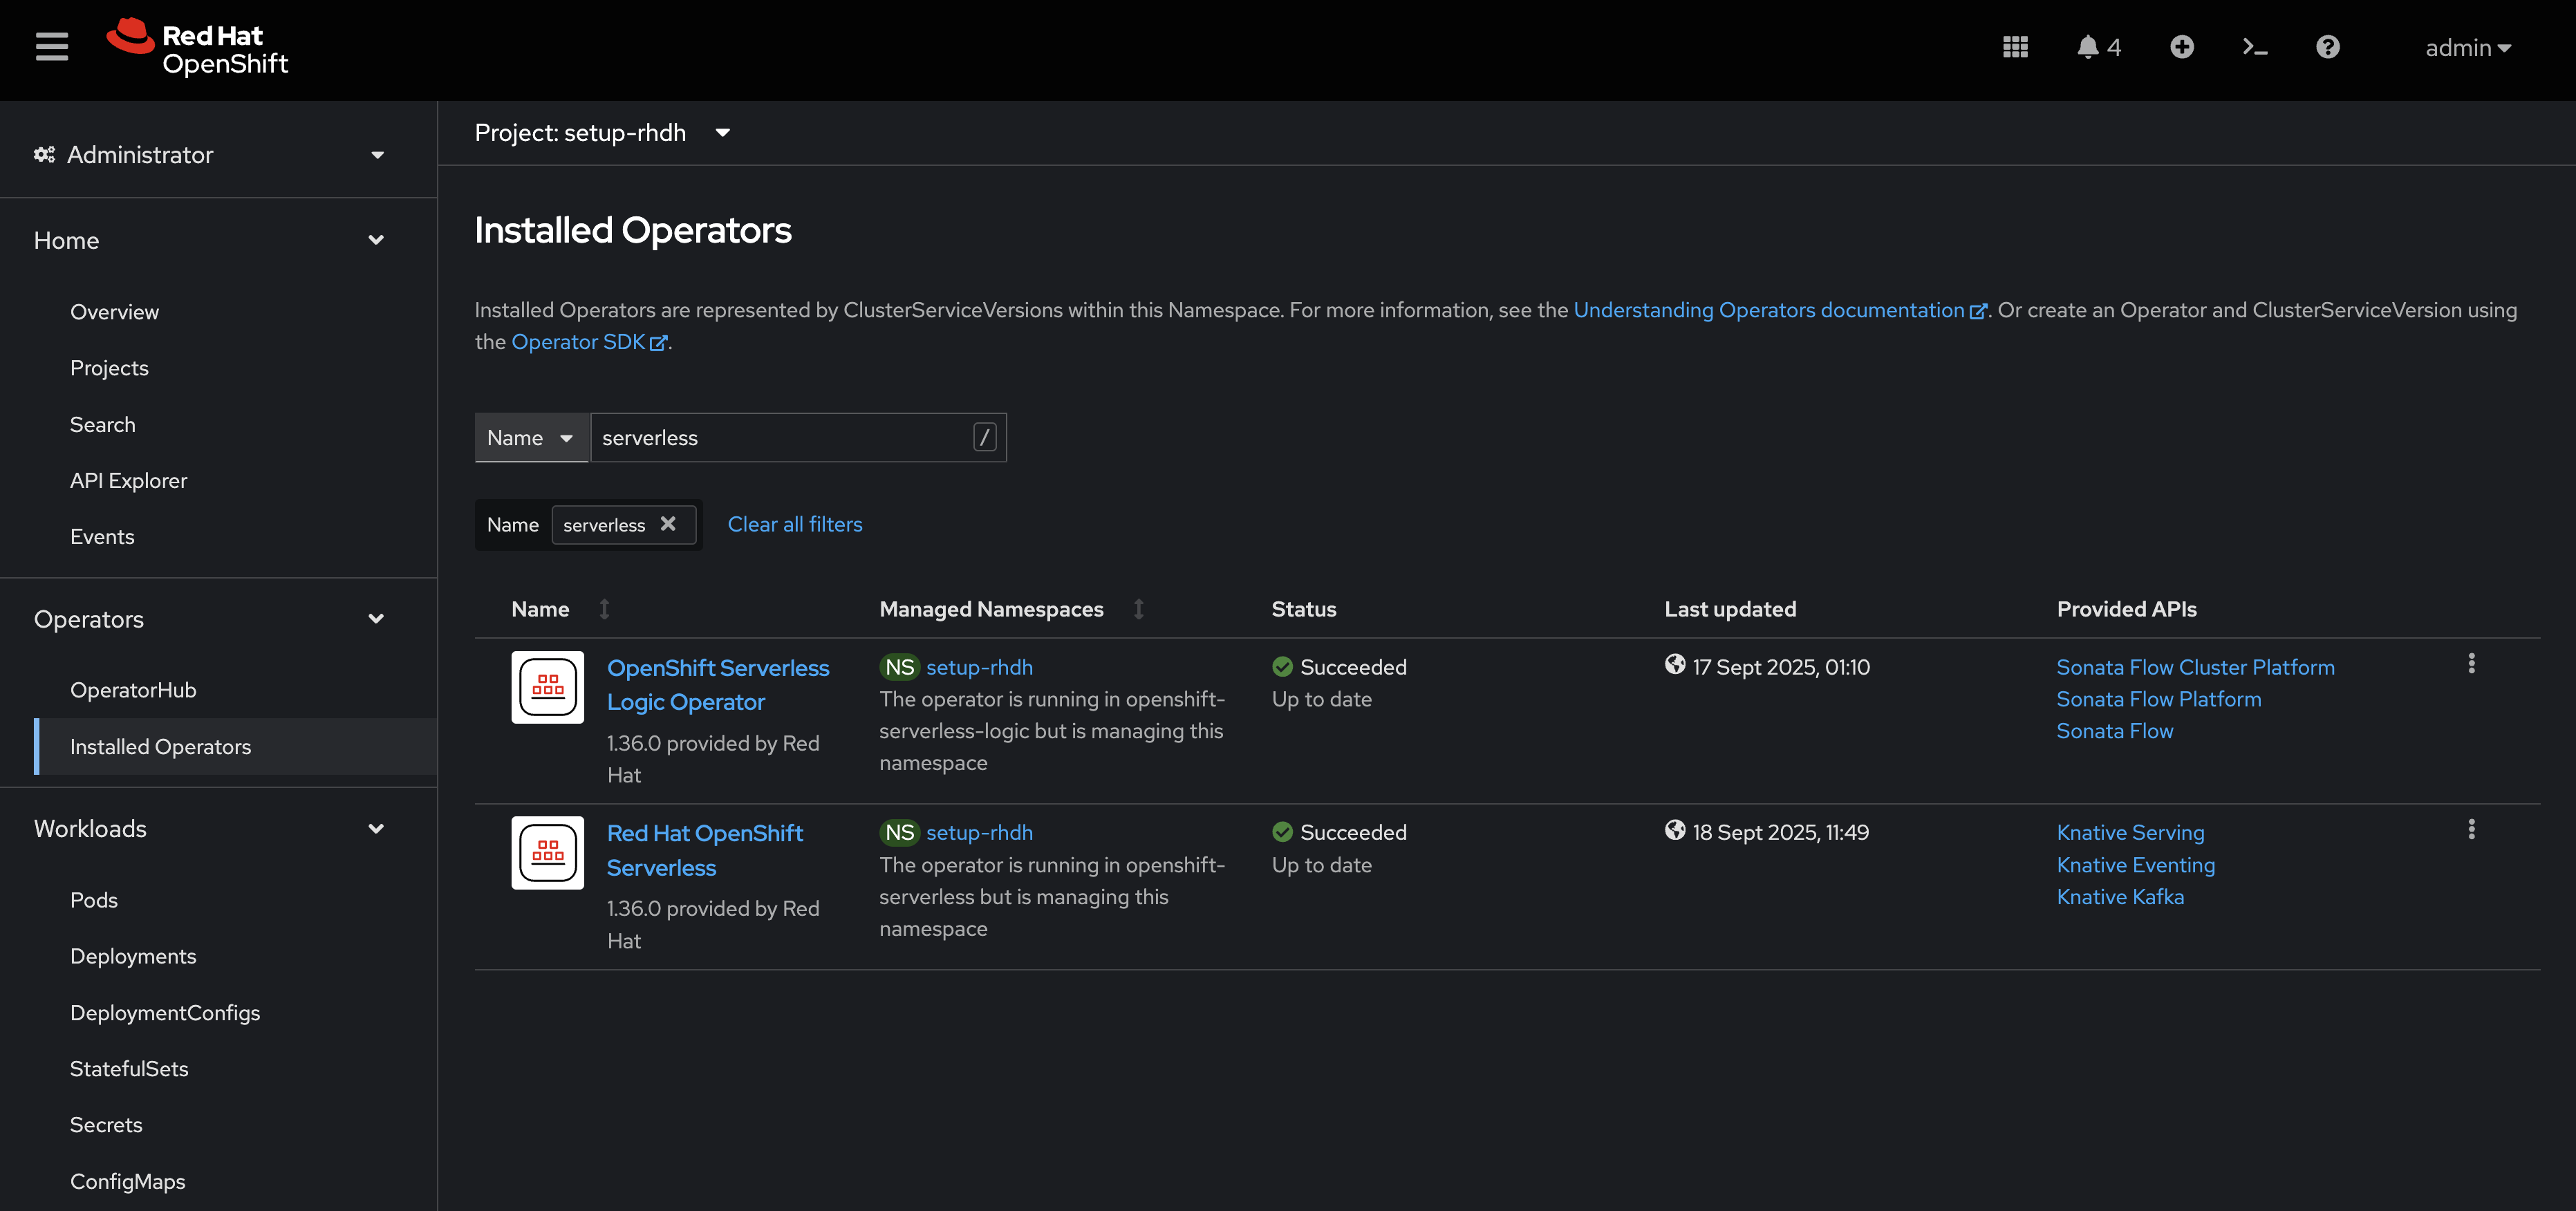 Red Hat
OpenShift
4
admin
Administrator
Home
Overview
Projects
Search
API Explorer
Events
Operators
OperatorHub
Installed Operators
Workloads
Pods
Deployments
DeploymentConfigs
StatefulSets
Secrets
ConfigMaps
Project: setup-rhdh
Installed Operators
Installed Operators are represented by ClusterServiceVersions within this Namespace. For more information, see the Understanding Operators documentation. Or create an Operator and ClusterServiceVersion using
the Operator SDK.
Name serverless /
Name serverless Clear all filters
Name Managed Namespaces Status Last updated Provided APIs
OpenShift Serverless
Logic Operator
1.36.0 provided by Red
Hat
NS setup-rhdh
The operator is running in openshift-
serverless-logic but is managing this
namespace
Succeeded
Up to date
17 Sept 2025, 01:10
Sonata Flow Cluster Platform
Sonata Flow Platform
Sonata Flow
Red Hat OpenShift
Serverless
1.36.0 provided by Red
Hat
NS setup-rhdh
The operator is running in openshift-
serverless but is managing this
namespace
Succeeded
Up to date
18 Sept 2025, 11:49
Knative Serving
Knative Eventing
Knative Kafka